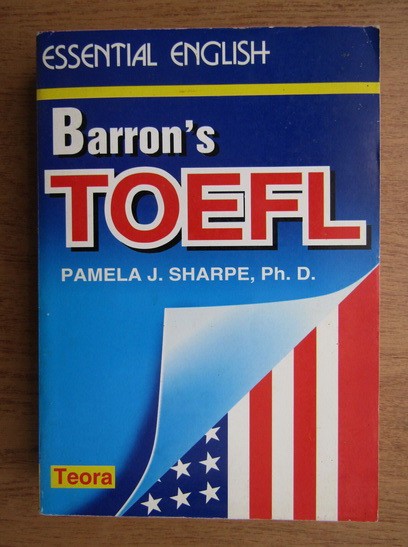 ESSENTIAL ENGLISH
Barron's
TOEFL
PAMELA J. SHARPE, Ph. D.
Teora